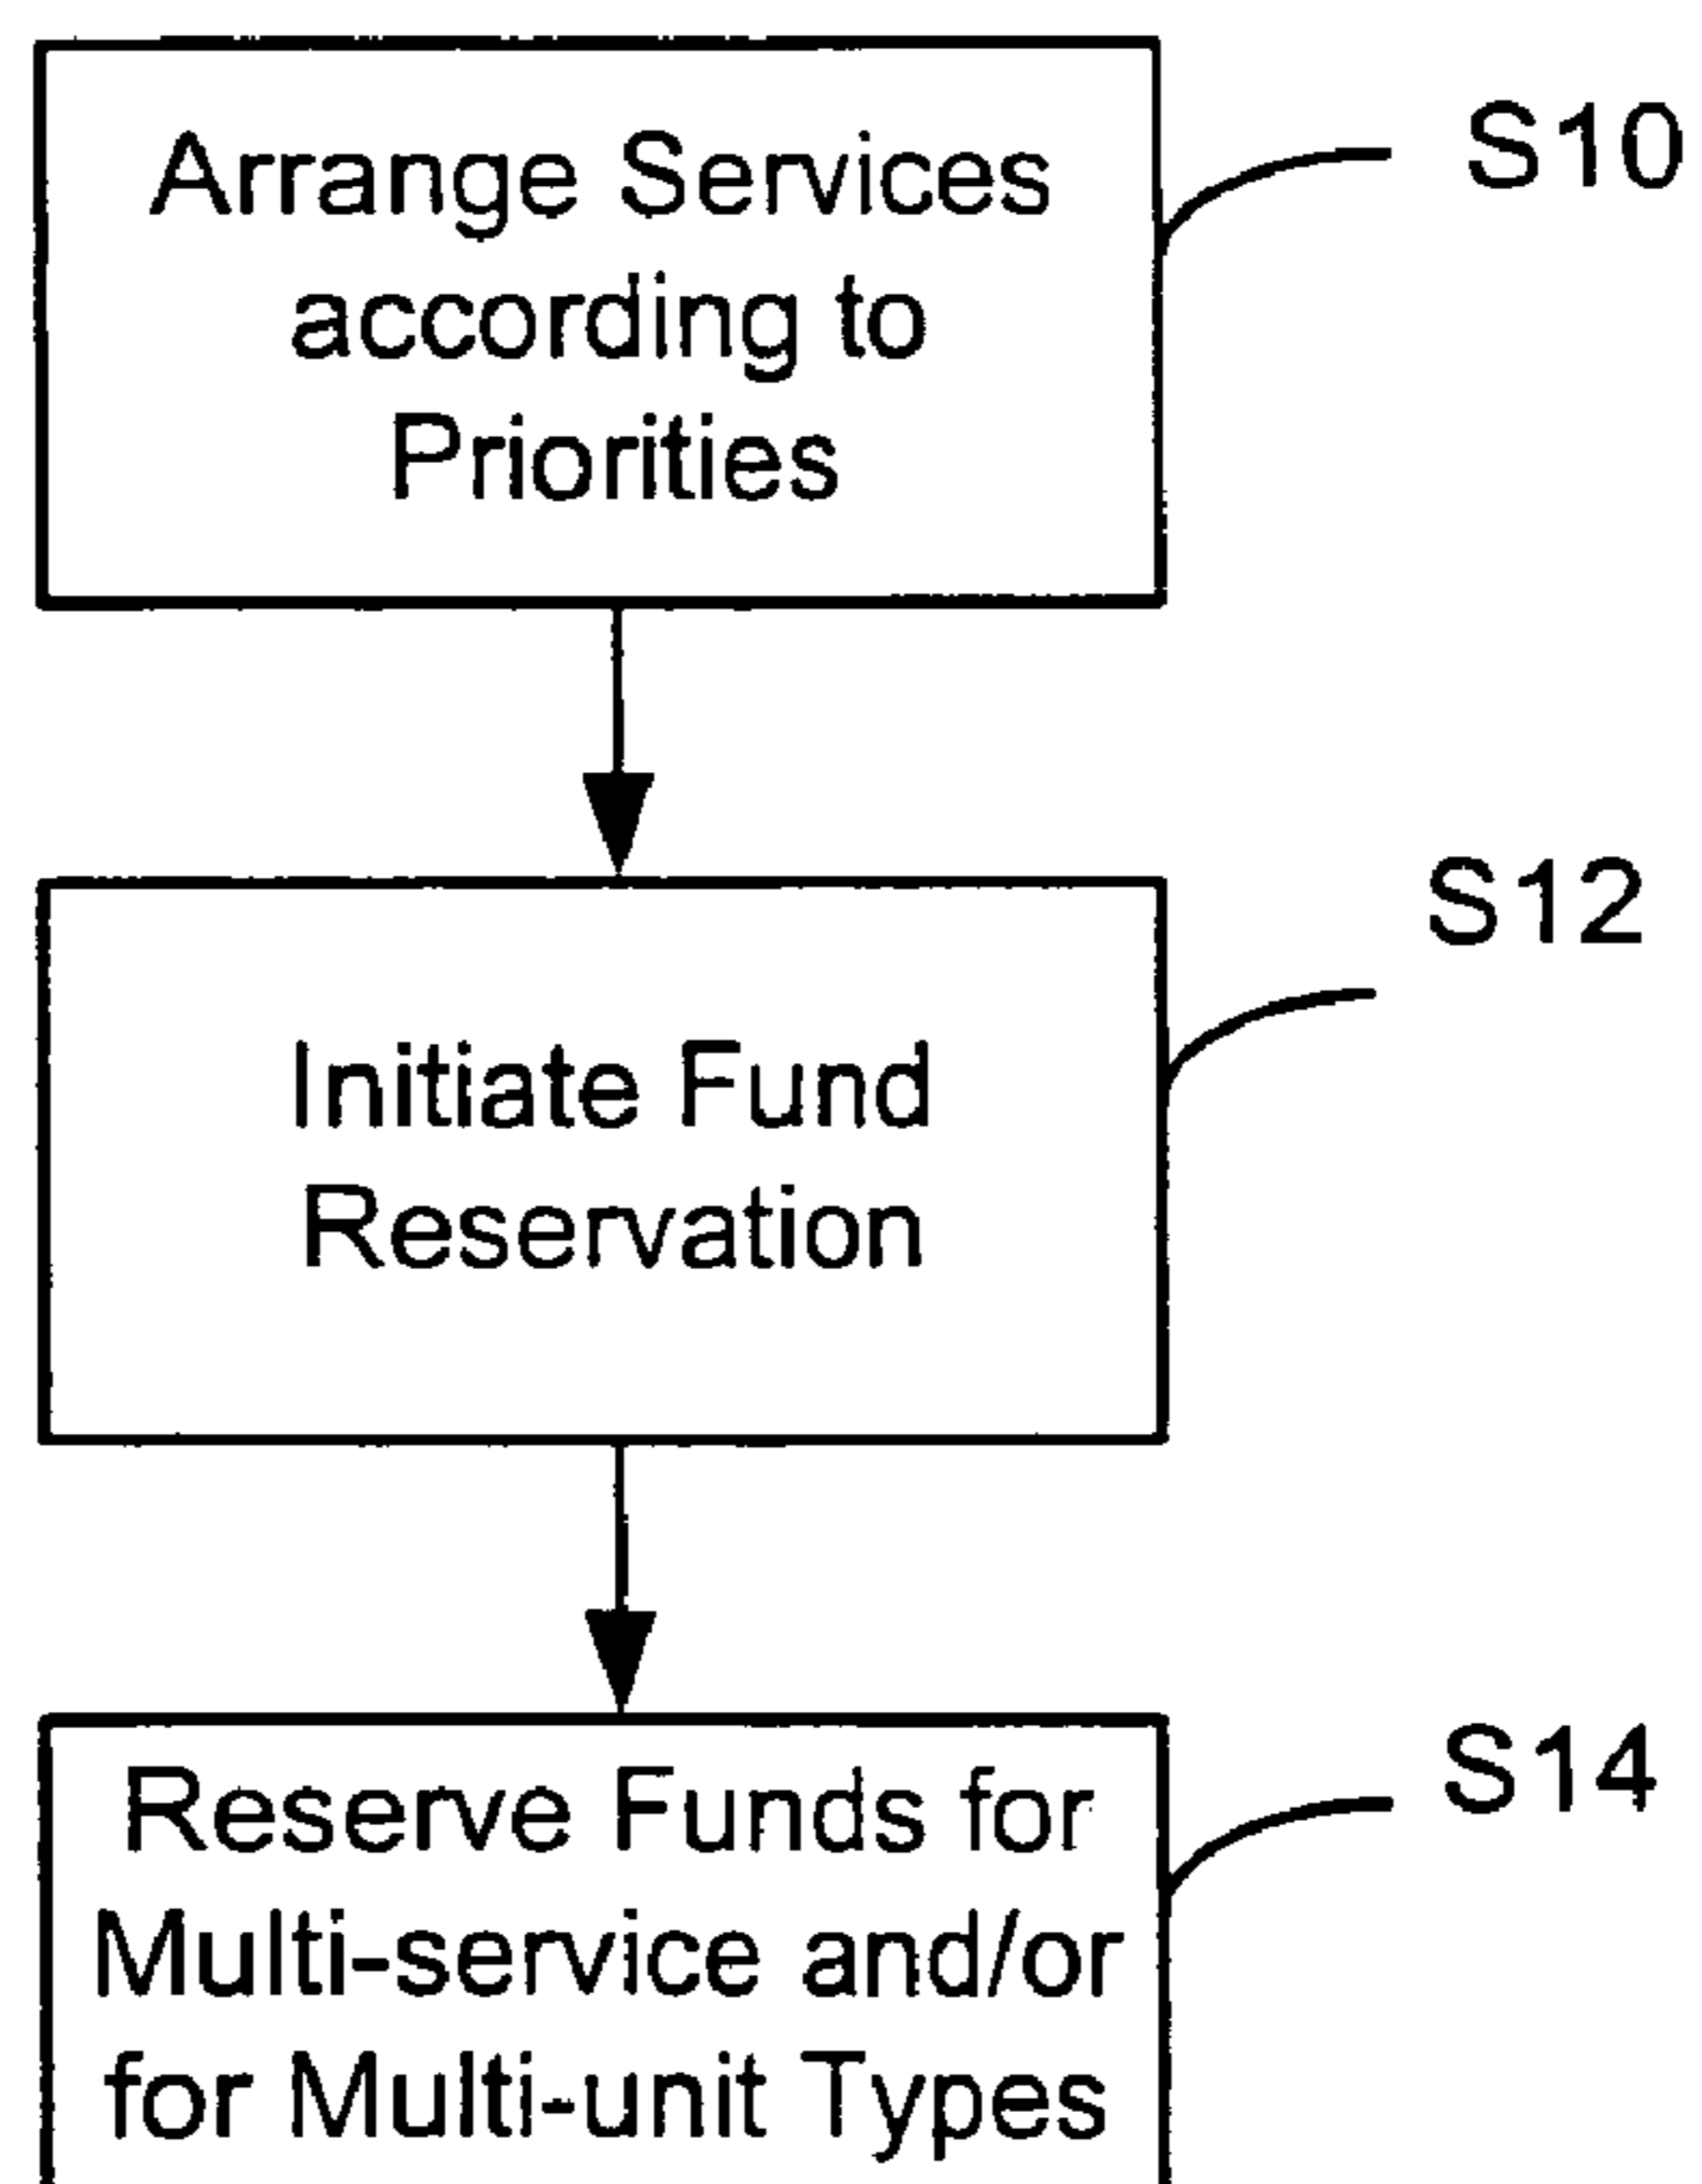 Arrange Services
according to
Priorities
S10
Initiate Fund
Reservation
S12
Reserve Funds for
Multi-service and/or
for Multi-unit Types
S14